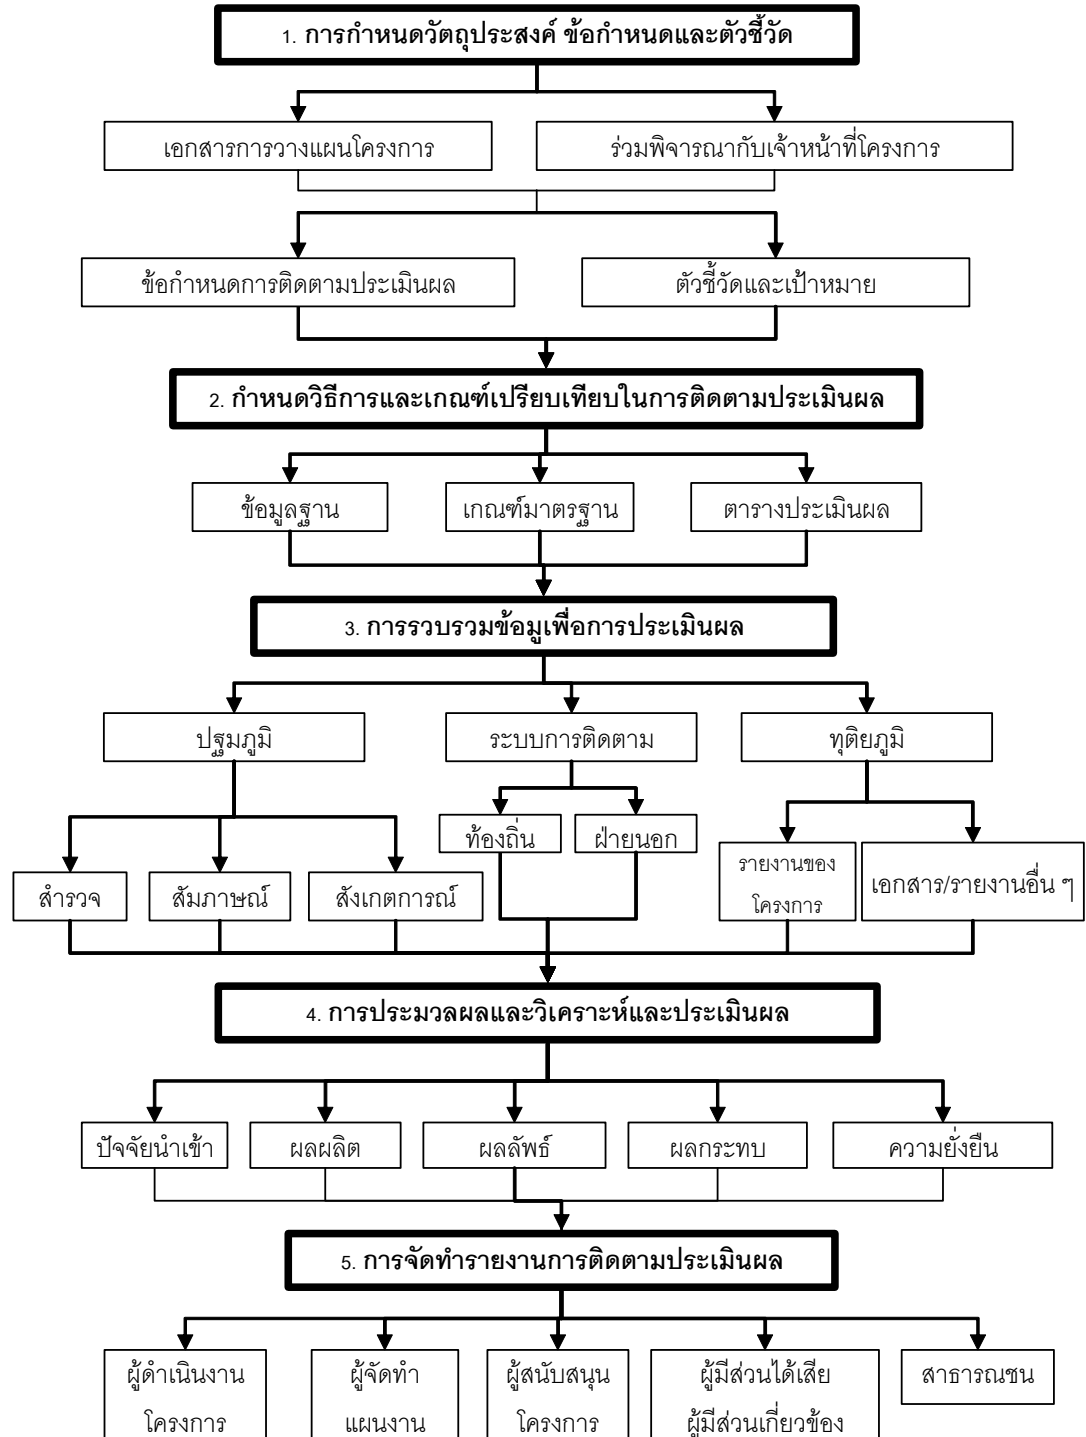 1. การกำหนดวัตถุประสงค์ ข้อกำหนดและตัวชี้วัด
เอกสารการวางแผนโครงการ
ร่วมพิจารณากับเจ้าหน้าที่โครงการ
ข้อกำหนดการติดตามประเมินผล
ตัวชี้วัดและเป้าหมาย
2. กำหนดวิธีการและเกณฑ์เปรียบเทียบในการติดตามประเมินผล
ข้อมูลฐาน
เกณฑ์มาตรฐาน
ตารางประเมินผล
3. การรวบรวมข้อมูเพื่อการประเมินผล
ปฐมภูมิ
ระบบการติดตาม
ทุติยภูมิ
ท้องถิ่น
ฝ่ายนอก
สำรวจ
สัมภาษณ์
สังเกตการณ์
รายงานของ
โครงการ
เอกสาร/รายงานอื่น ๆ
4. การประมวลผลและวิเคราะห์และประเมินผล
ปัจจัยนำเข้า
ผลผลิต
ผลลัพธ์
ผลกระทบ
ความยั่งยืน
5. การจัดทำรายงานการติดตามประเมินผล
ผู้ดำเนินงาน
โครงการ
ผู้จัดทำ
แผนงาน
ผู้สนับสนุน
โครงการ
ผู้มีส่วนได้เสีย
ผู้มีส่วนเกี่ยวข้อง
สาธารณชน